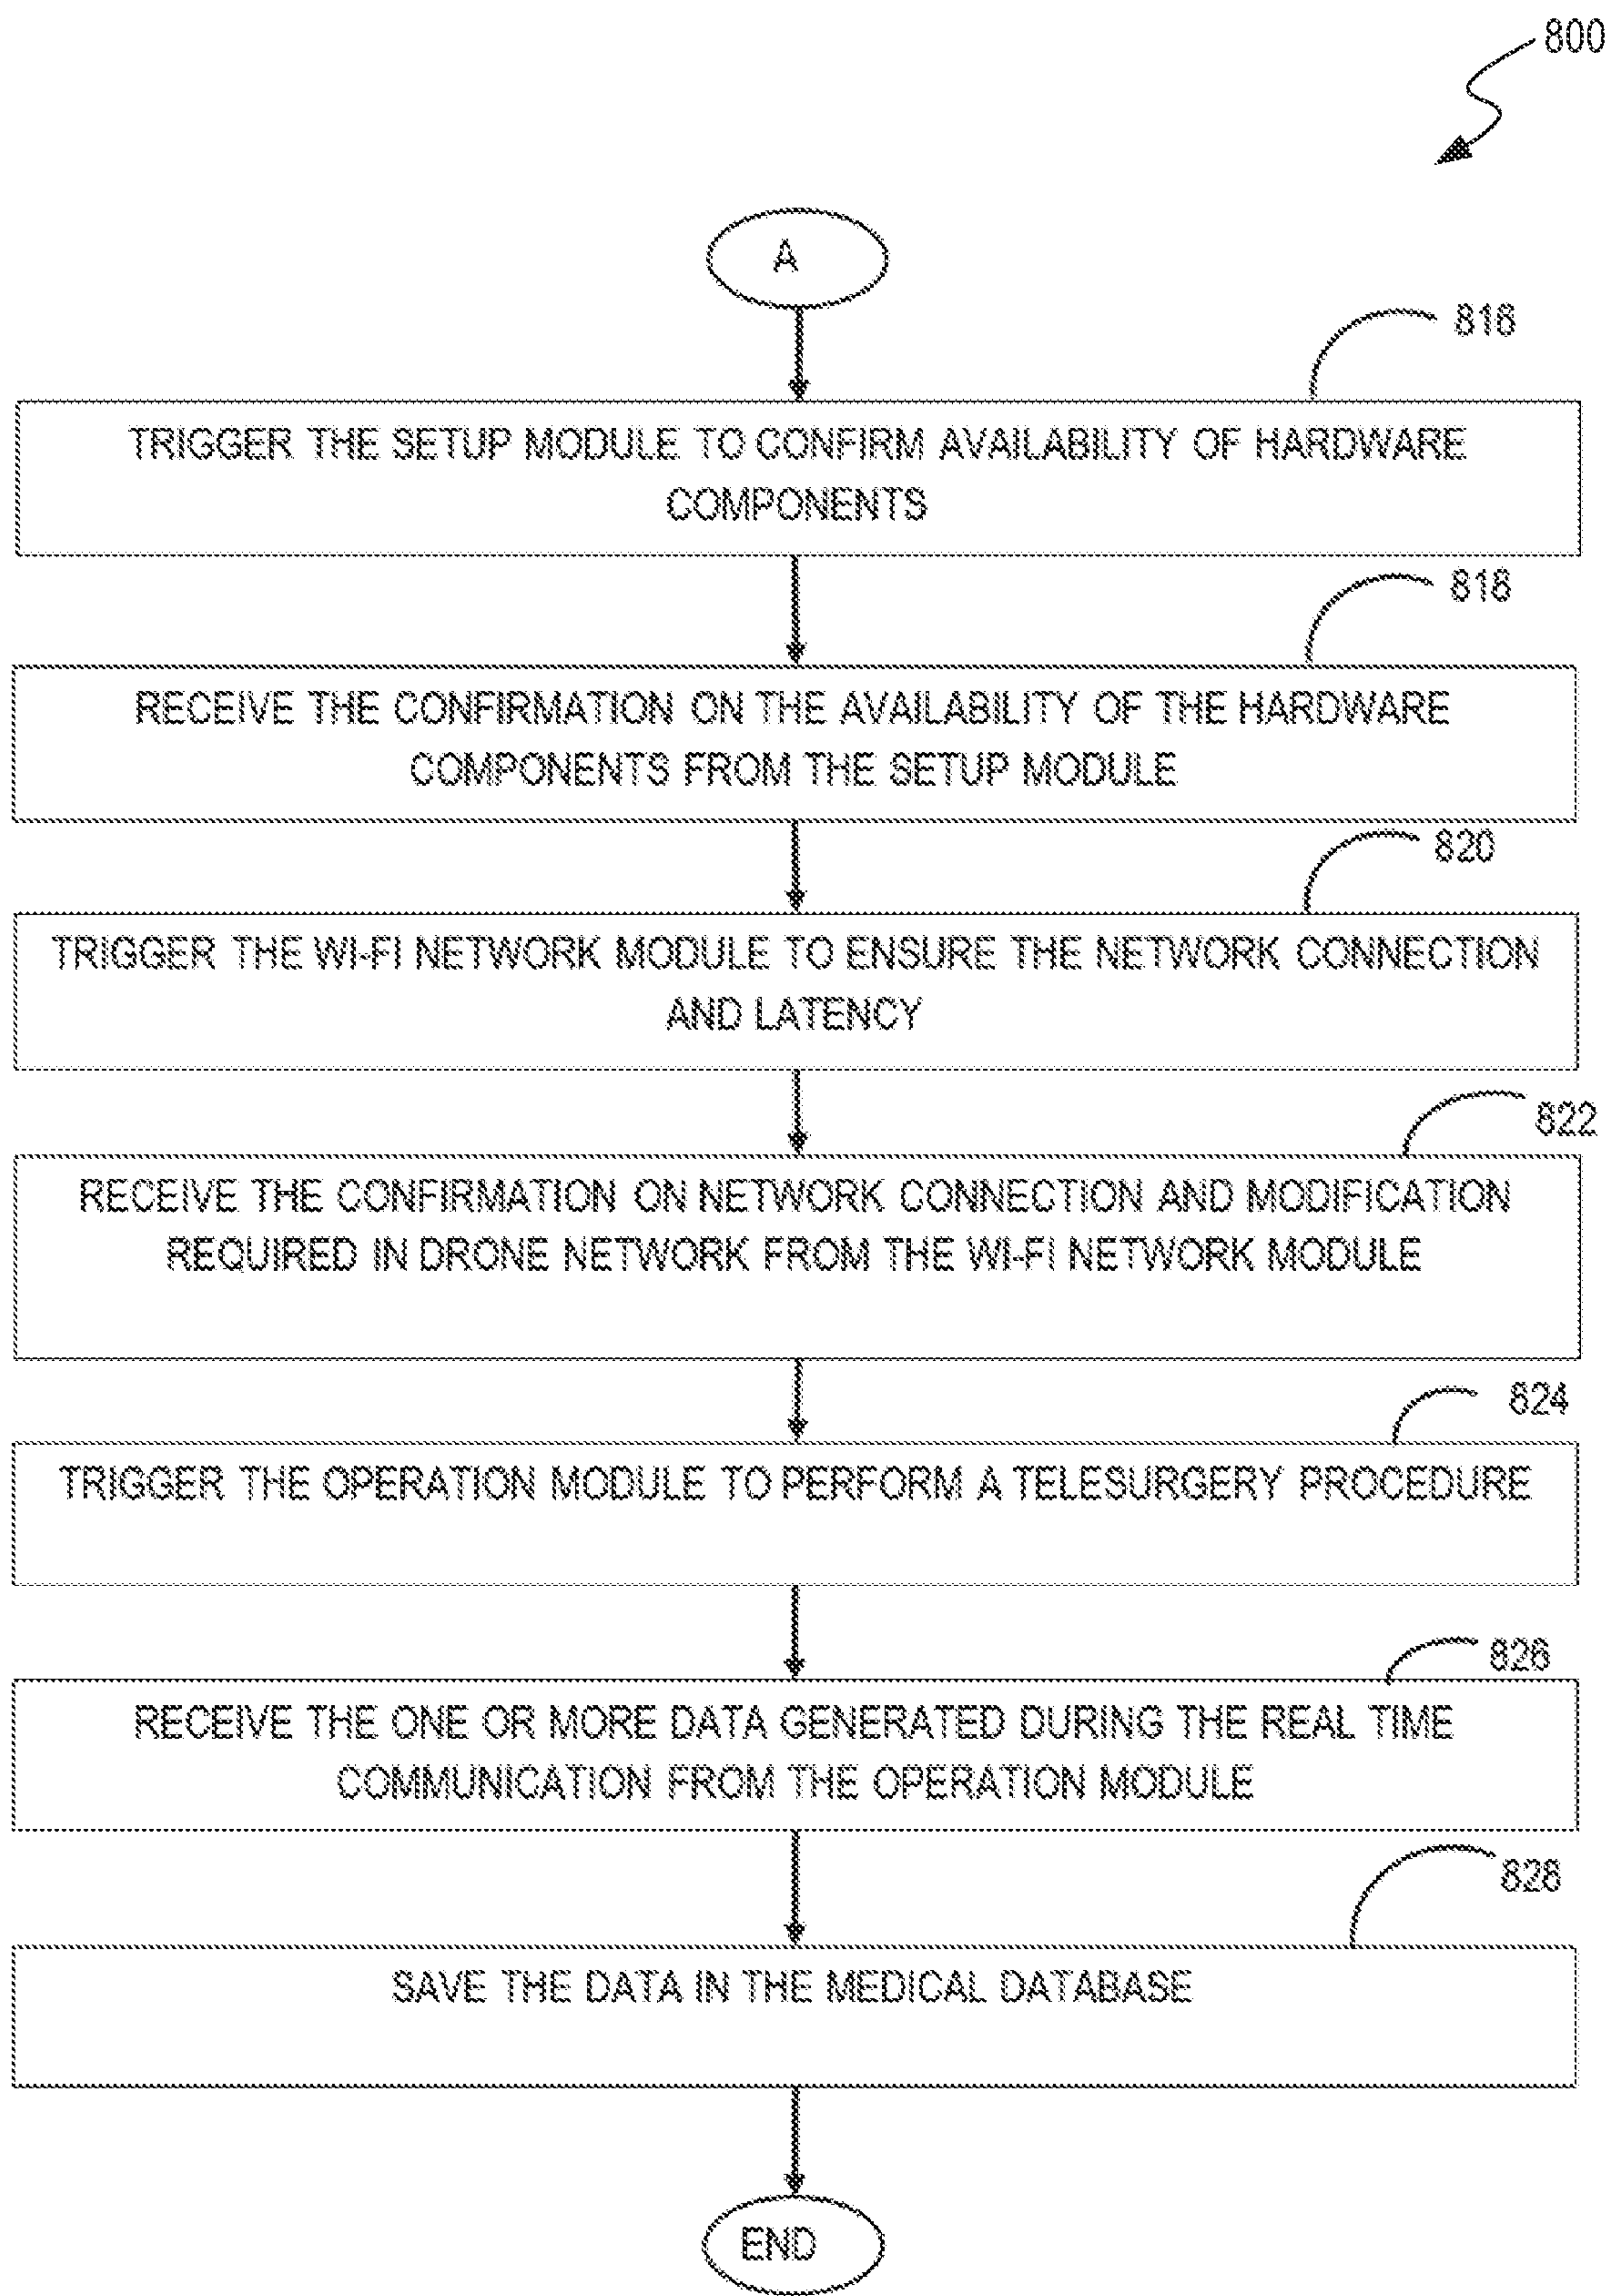 800
A
816
TRIGGER THE SETUP MODULE TO CONFIRM AVAILABILITY OF HARDWARE
COMPONENTS
818
RECEIVE THE CONFIRMATION ON THE AVAILABILITY OF THE HARDWARE
COMPONENTS FROM THE SETUP MODULE
820
TRIGGER THE WI-FI NETWORK MODULE TO ENSURE THE NETWORK CONNECTION
AND LATENCY
822
RECEIVE THE CONFIRMATION ON NETWORK CONNECTION AND MODIFICATION
REQUIRED IN DRONE NETWORK FROM THE WI-FI NETWORK MODULE
824
TRIGGER THE OPERATION MODULE TO PERFORM A TELESURGERY PROCEDURE
826
RECEIVE THE ONE OR MORE DATA GENERATED DURING THE REAL TIME
COMMUNICATION FROM THE OPERATION MODULE
828
SAVE THE DATA IN THE MEDICAL DATABASE
END